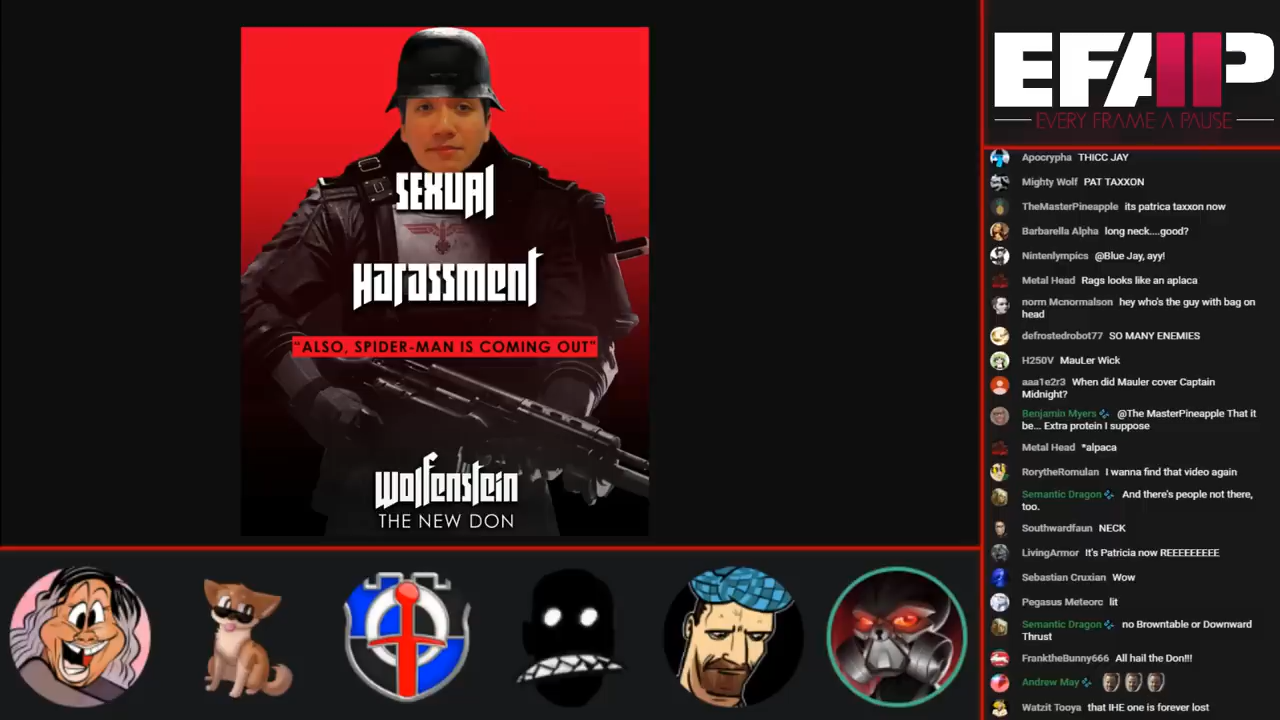 SEXUAl
Harassment
“ALSO, SPIDER-MAN IS COMING OUT”
Wolfenstein
THE NEW DON
EFAP
EVERY FRAME A PAUSE
Apocrypha THICC JAY
Mighty Wolf PAT TAXXON
TheMasterPineapple its patrica taxxon now
Barbarella Alpha long neck....good?
Nintenlympics @Blue Jay, ayy!
Metal Head Rags looks like an aplaca
norm Mcnormalson hey who's the guy with bag on
head
defrostedrobot77 SO MANY ENEMIES
H250V MauLer Wick
aaa1e2r3 When did Mauler cover Captain
Midnight?
Benjamin Myers @The MasterPineapple That it
be... Extra protein I suppose
Metal Head *alpaca
RorytheRomulan I wanna find that video again
Semantic Dragon And there's people not there,
too.
Southwardfaun NECK
LivingArmor It's Patricia now REEEEEEEEE
Sebastian Cruxian Wow
Pegasus Meteorc lit
Semantic Dragon no Browntable or Downward
Thrust
FranktheBunny666 All hail the Don!!!
Andrew May
Watzit Tooya that IHE one is forever lost